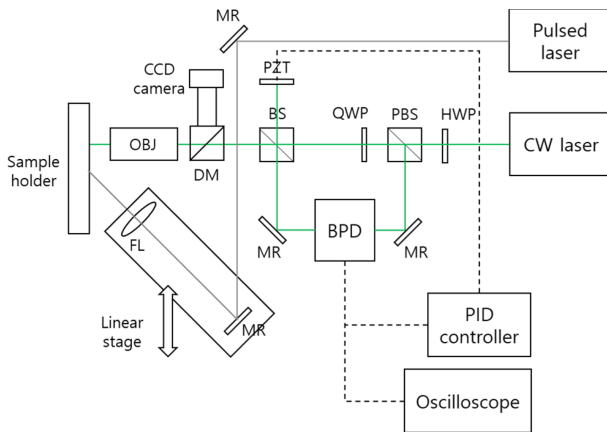 MR
Pulsed
laser
CCD
camera
PZT
BS
QWP
PBS
HWP
OBJ
CW laser
DM
Sample
holder
FL
MR
BPD
MR
Linear
stage
MR
PID
controller
Oscilloscope